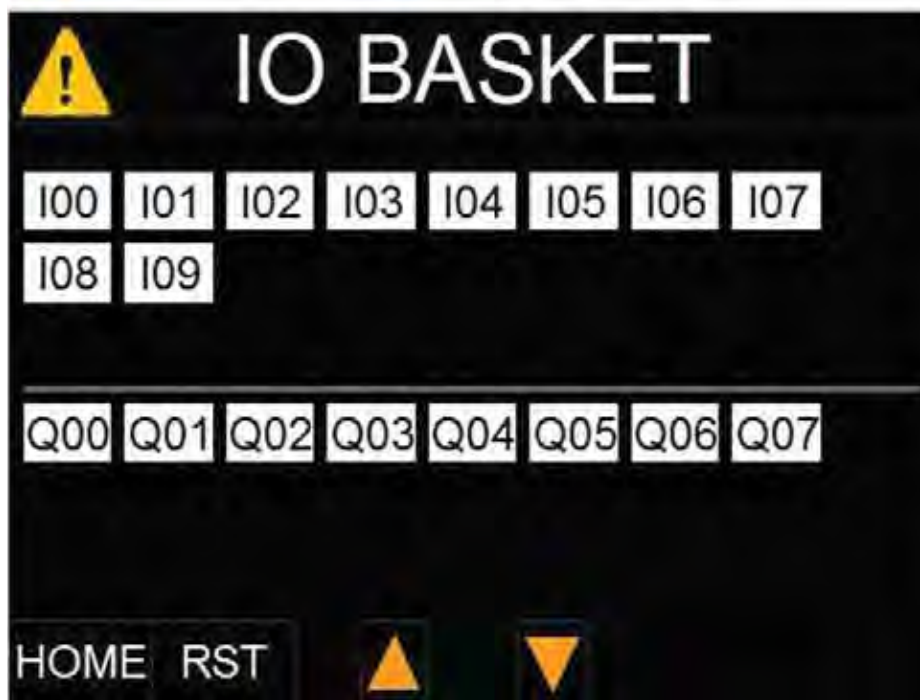 IO BASKET
I00 I01 I02 I03 I04 I05 I06 I07
I08 I09
Q00 Q01 Q02 Q03 Q04 Q05 Q06 Q07
HOME RST